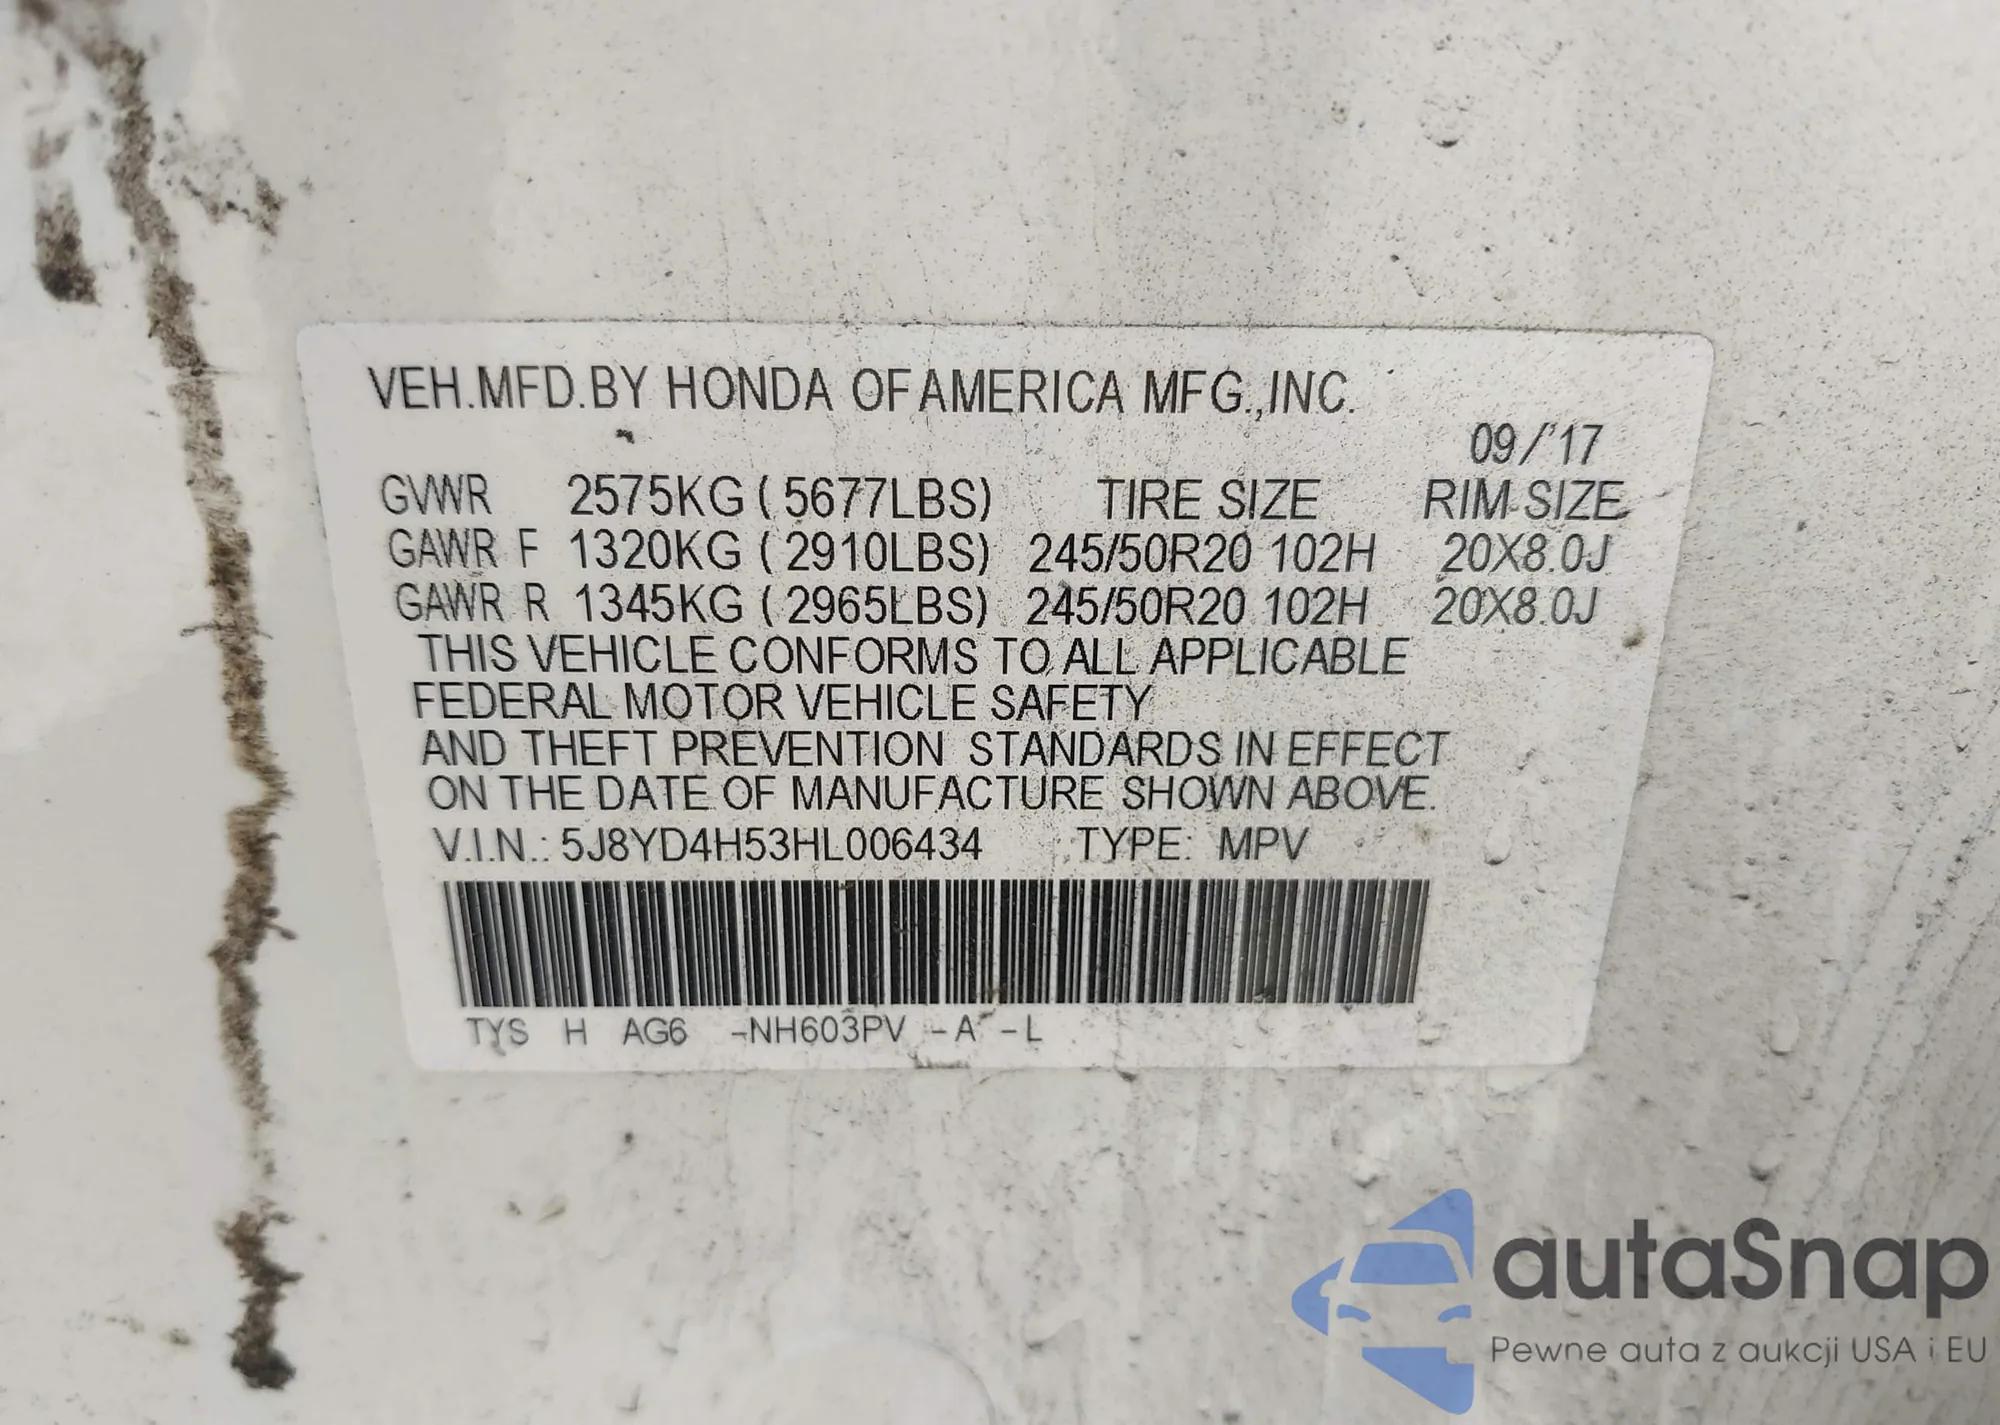 VEH.MFD.BY HONDA OF AMERICA MFG.,INC.
09/'17
GVWR 2575KG ( 5677LBS) TIRE SIZE RIM SIZE
GAWR F 1320KG ( 2910LBS) 245/50R20 102H 20X8.0J
GAWR R 1345KG ( 2965LBS) 245/50R20 102H 20X8.0J
THIS VEHICLE CONFORMS TO ALL APPLICABLE
FEDERAL MOTOR VEHICLE SAFETY
AND THEFT PREVENTION STANDARDS IN EFFECT
ON THE DATE OF MANUFACTURE SHOWN ABOVE.
V.I.N.: 5J8YD4H53HL006434 TYPE: MPV
TYS H AG6 -NH603PV -A -L
autaSnap
Pewne auta z aukcji USA i EU